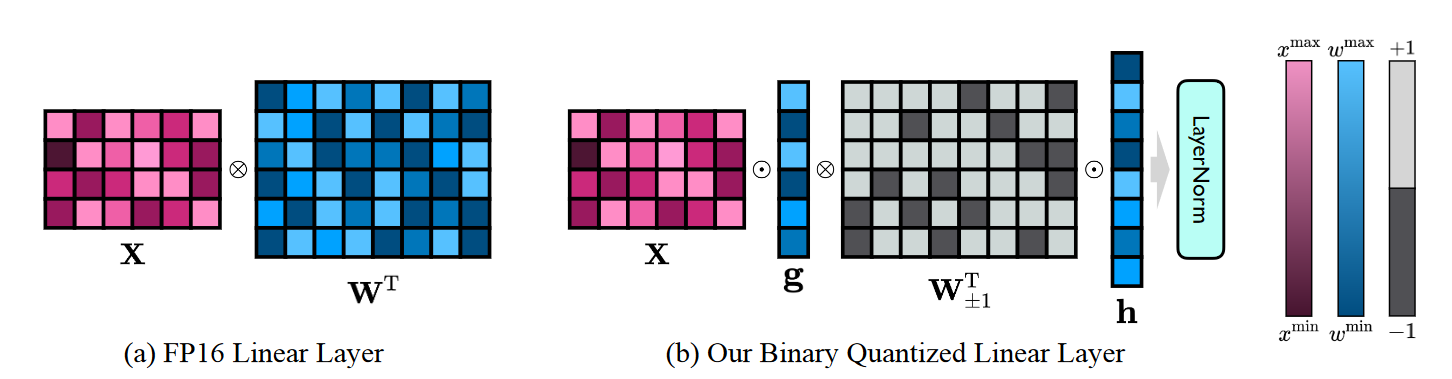 x^max w^max +1
⊗ ⊙ ⊗ ⊙ LayerNorm
X W^T X g W^T_±1 h
x^min w^min −1
(a) FP16 Linear Layer
(b) Our Binary Quantized Linear Layer